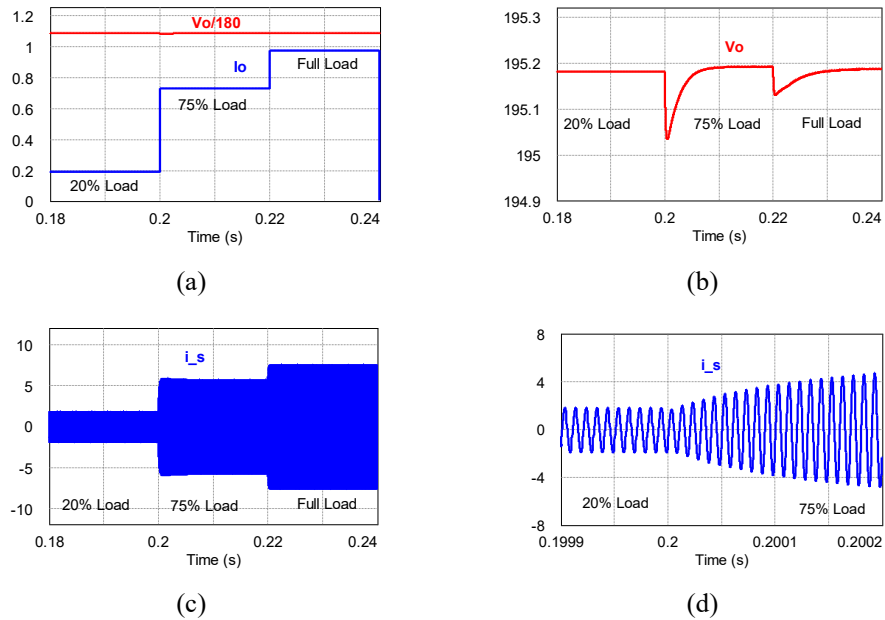 1.2
Vo/180
1
Io
Full Load
0.8
75% Load
0.6
0.4
0.2
20% Load
0
0.18 0.2 0.22 0.24
Time (s)
(a)
195.3
Vo
195.2
195.1
20% Load 75% Load Full Load
195
194.9
0.18 0.2 0.22 0.24
Time (s)
(b)
10
i_s
5
0
-5
-10
20% Load 75% Load Full Load
0.18 0.2 0.22 0.24
Time (s)
(c)
8
i_s
4
0
-4
20% Load 75% Load
-8
0.1999 0.2 0.2001 0.2002
Time (s)
(d)